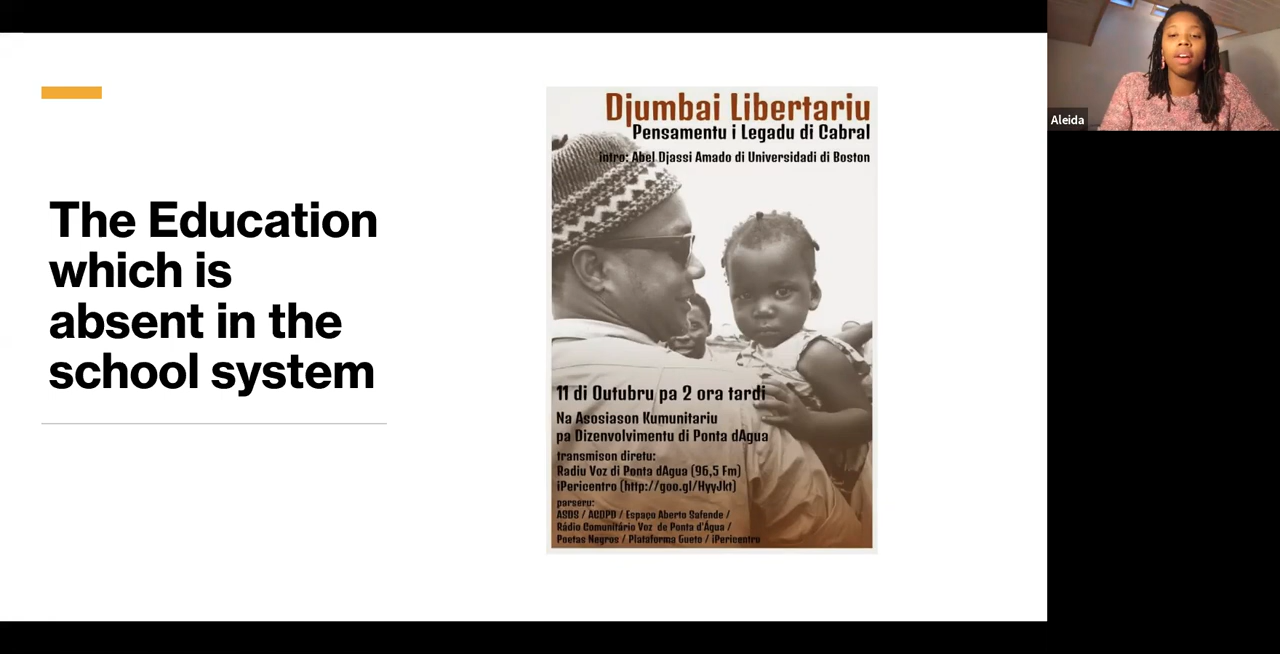 The Education
which is
absent in the
school system
Djumbai Libertariu
Pensamentu i Legadu di Cabral
intro: Abel Djassi Amado di Universidadi di Boston
11 di Outubru pa 2 ora tardi
Na Asosiason Kumunitariu
pa Dizenvolvimentu di Ponta dAgua
transmison diretu:
Radiu Voz di Ponta dAgua (96,5 Fm)
iPericentro (http://goo.gl/HyyJkt)
parseru:
ASDS / ACDPD / Espaço Aberto Safende /
Rádio Comunitário Voz de Ponta d'Água /
Poetas Negros / Plataforma Gueto / iPericentro
Aleida